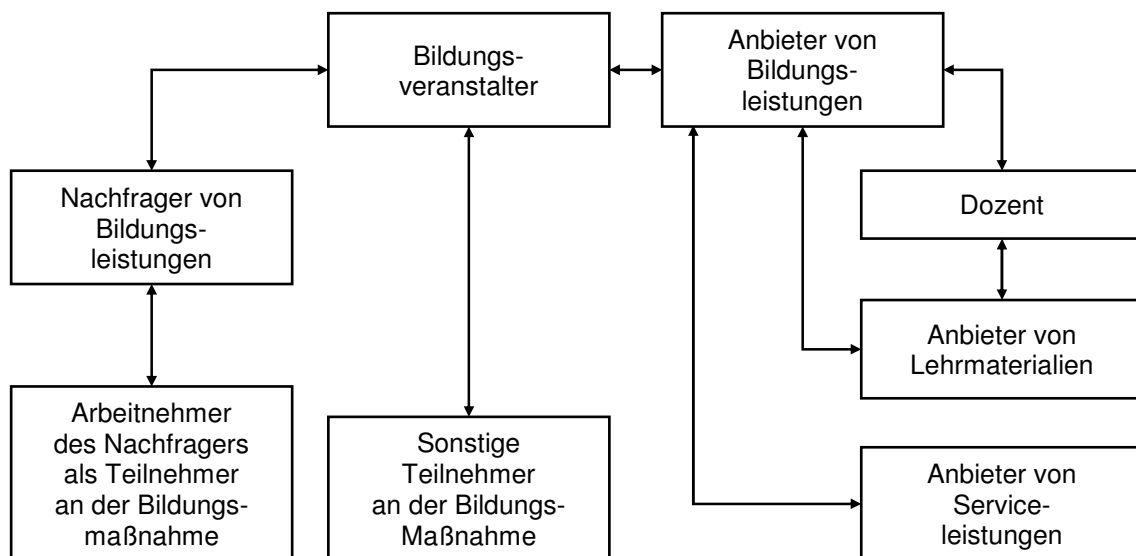 Bildungs-
veranstalter
Anbieter von
Bildungs-
leistungen
Nachfrager von
Bildungs-
leistungen
Dozent
Anbieter von
Lehrmaterialien
Arbeitnehmer
des Nachfragers
als Teilnehmer
an der Bildungs-
maßnahme
Sonstige
Teilnehmer
an der Bildungs-
Maßnahme
Anbieter von
Service-
leistungen